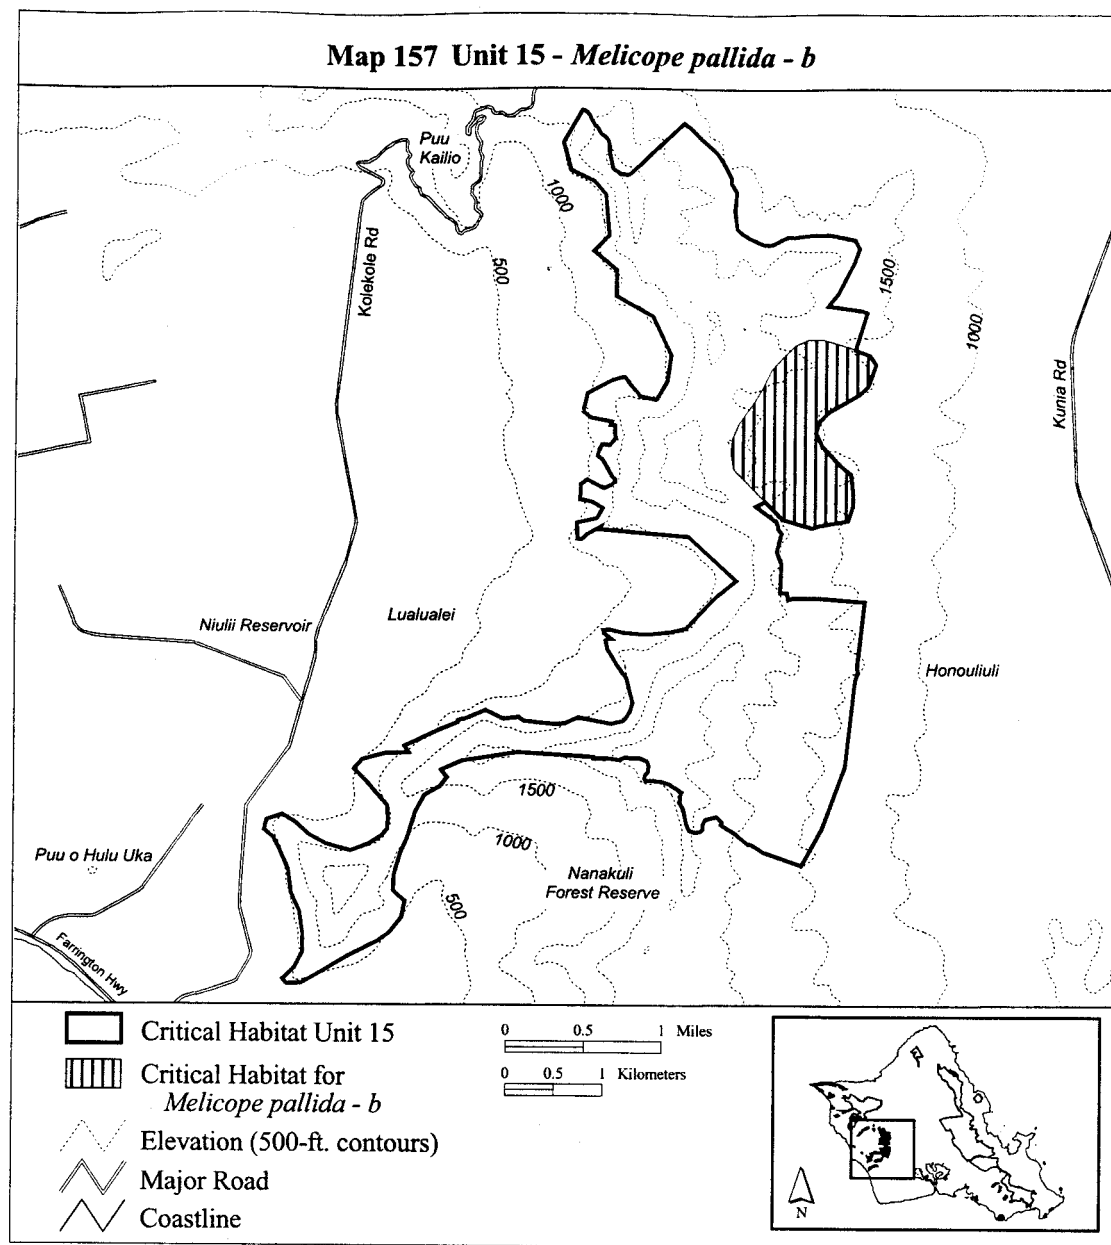 Map 157 Unit 15 - Melicope pallida - b
Puu
Kailio
1000
Kolekole Rd
500
1500
1000
Kunia Rd
Niulii Reservoir
Lualualei
Honouliuli
1500
1000
Puu o Hulu Uka
Nanakuli
Forest Reserve
500
Farrington Hwy
Critical Habitat Unit 15
0 0.5 1 Miles
Critical Habitat for
Melicope pallida - b
0 0.5 1 Kilometers
Elevation (500-ft. contours)
Major Road
Coastline
N